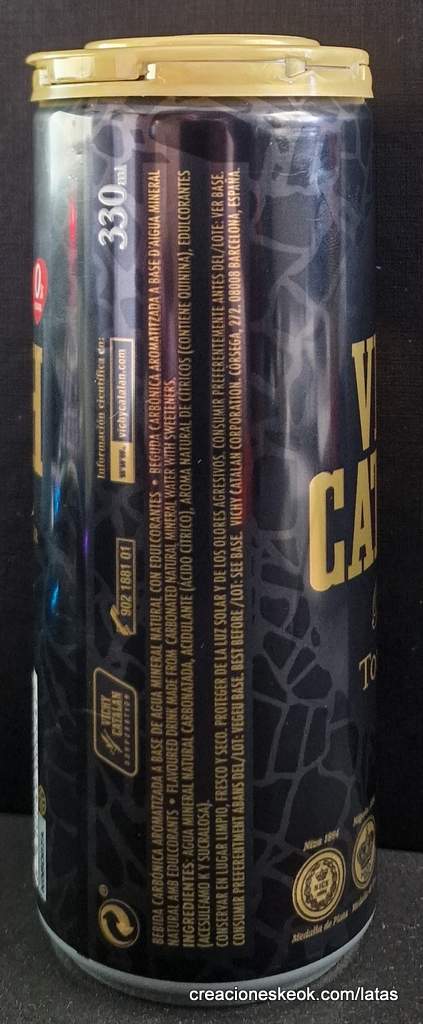 330 ml
Información científica en:
www. vichycatalan.com
902 1881 01
VICHY
CATALAN
CORPORATION
®
BEBIDA CARBÓNICA AROMATIZADA A BASE DE AGUA MINERAL NATURAL CON EDULCORANTES • BEGUDA CARBÒNICA AROMATITZADA A BASE D'AIGUA MINERAL
NATURAL AMB EDULCORANTS • FLAVOURED DRINK MADE FROM CARBONATED NATURAL MINERAL WATER WITH SWEETENERS.
INGREDIENTES: AGUA MINERAL NATURAL CARBONATADA, ACIDULANTE (ÁCIDO CÍTRICO), AROMA NATURAL DE CÍTRICOS (CONTIENE QUININA), EDULCORANTES
(ACESULFAMO K Y SUCRALOSA).
CONSERVAR EN LUGAR LIMPIO, FRESCO Y SECO. PROTEGER DE LA LUZ SOLAR Y DE LOS OLORES AGRESIVOS. CONSUMIR PREFERENTEMENTE ANTES DEL/LOTE: VER BASE.
CONSUMIR PREFERENTMENT ABANS DEL/LOT: VEGEU BASE. BEST BEFORE/LOT: SEE BASE. VICHY CATALAN CORPORATION. CÒRSEGA, 272. 08008 BARCELONA, ESPAÑA.
V
CAT
To
Niza 1884
Medalla de Plata
creacioneskeok.com/latas